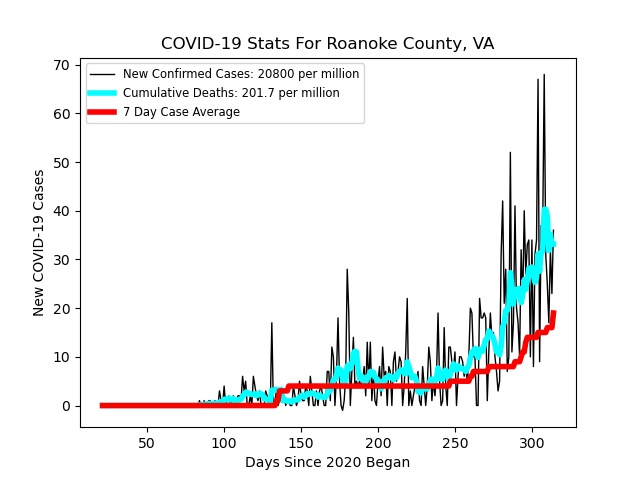 COVID-19 Stats For Roanoke County, VA
New Confirmed Cases: 20800 per million
Cumulative Deaths: 201.7 per million
7 Day Case Average
70
60
50
40
30
20
10
0
New COVID-19 Cases
50 100 150 200 250 300
Days Since 2020 Began